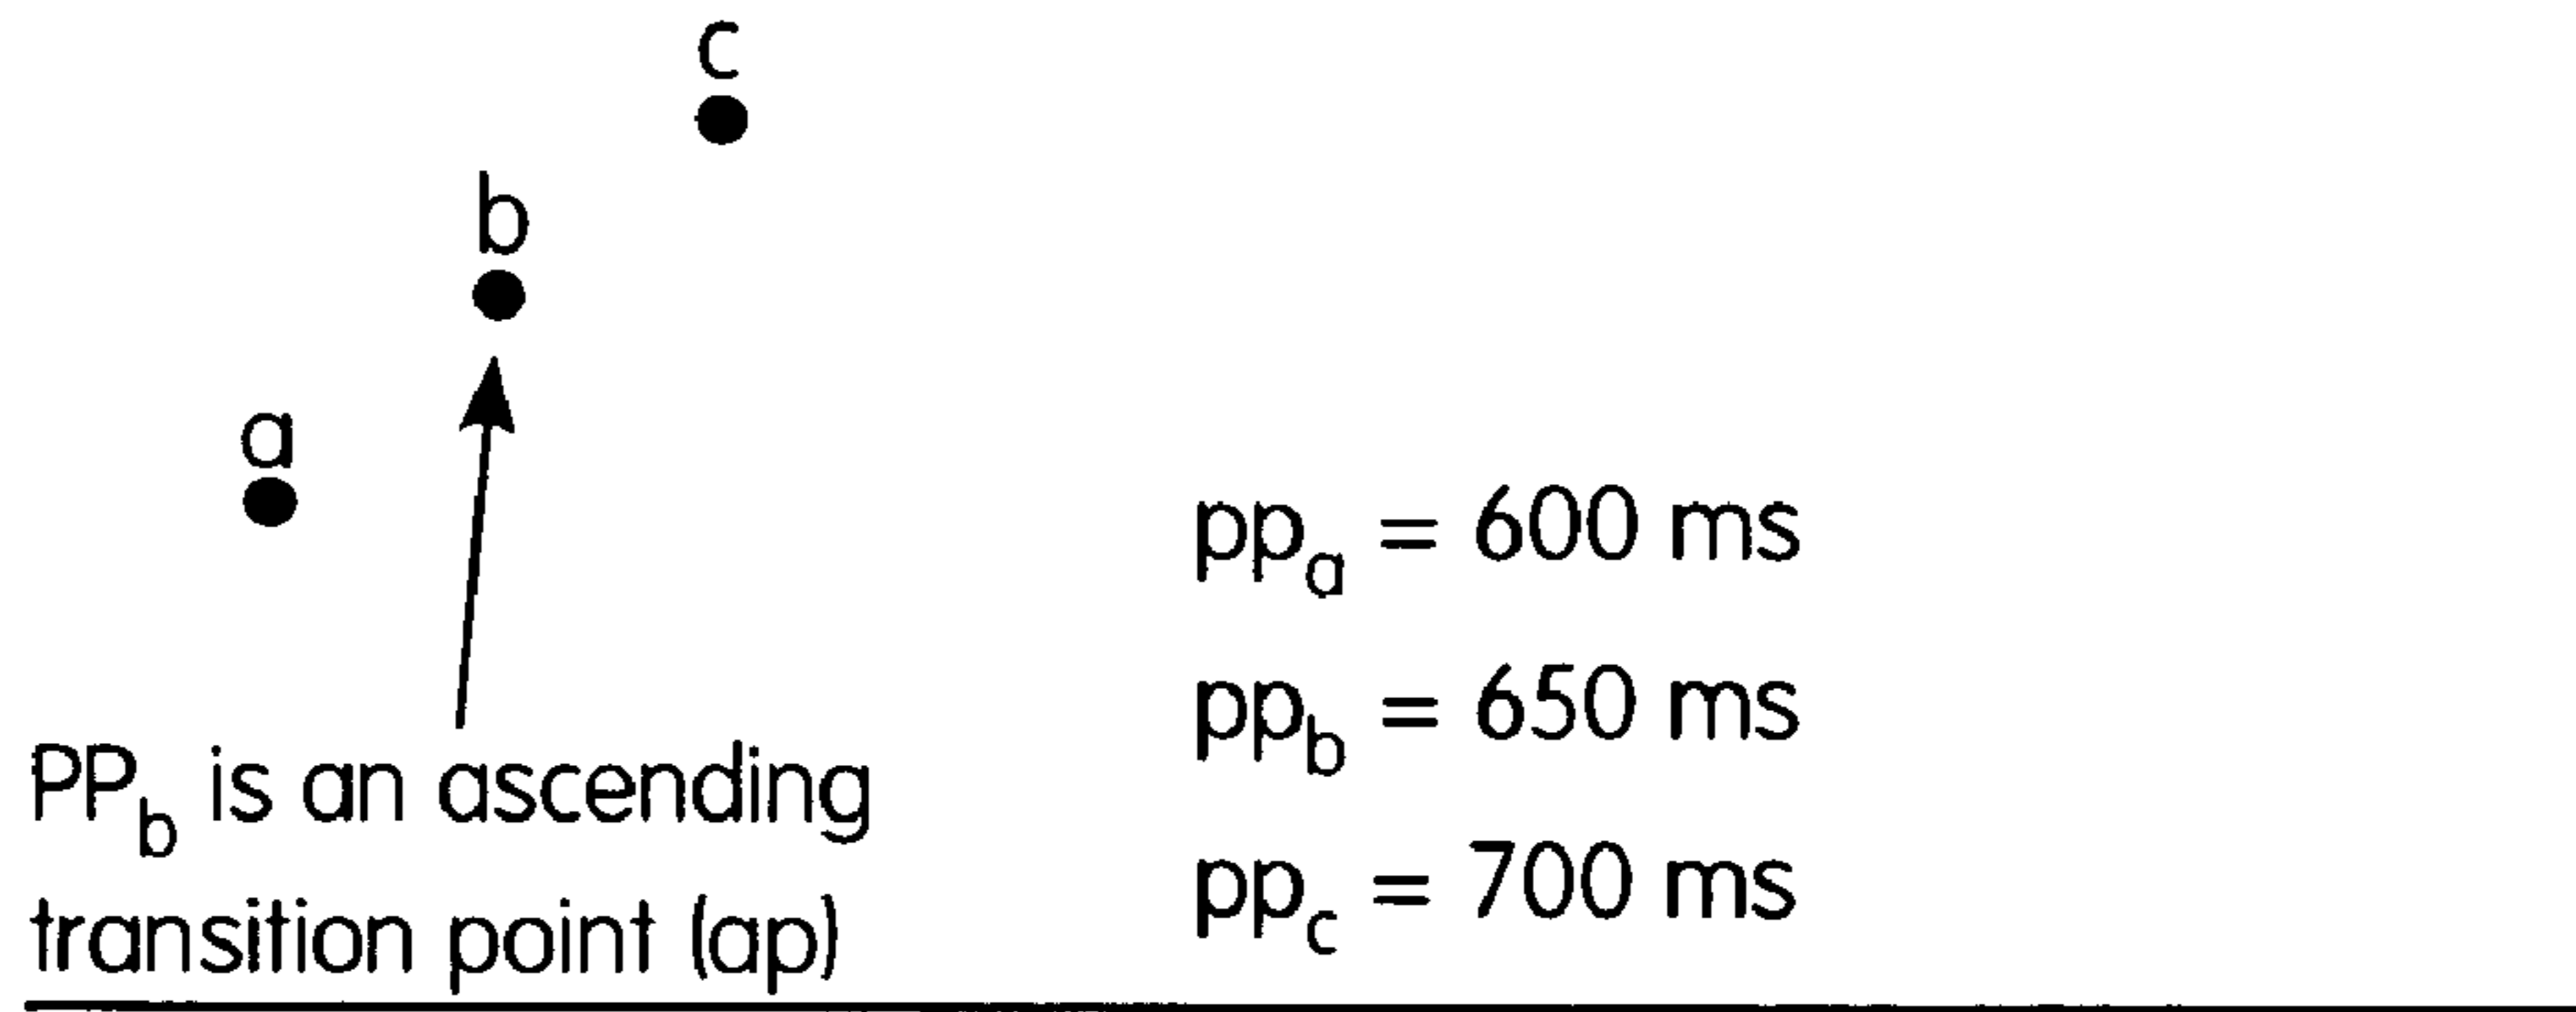 c
b
a
pp_a = 600 ms
pp_b = 650 ms
PP_b is an ascending
pp_c = 700 ms
transition point (ap)